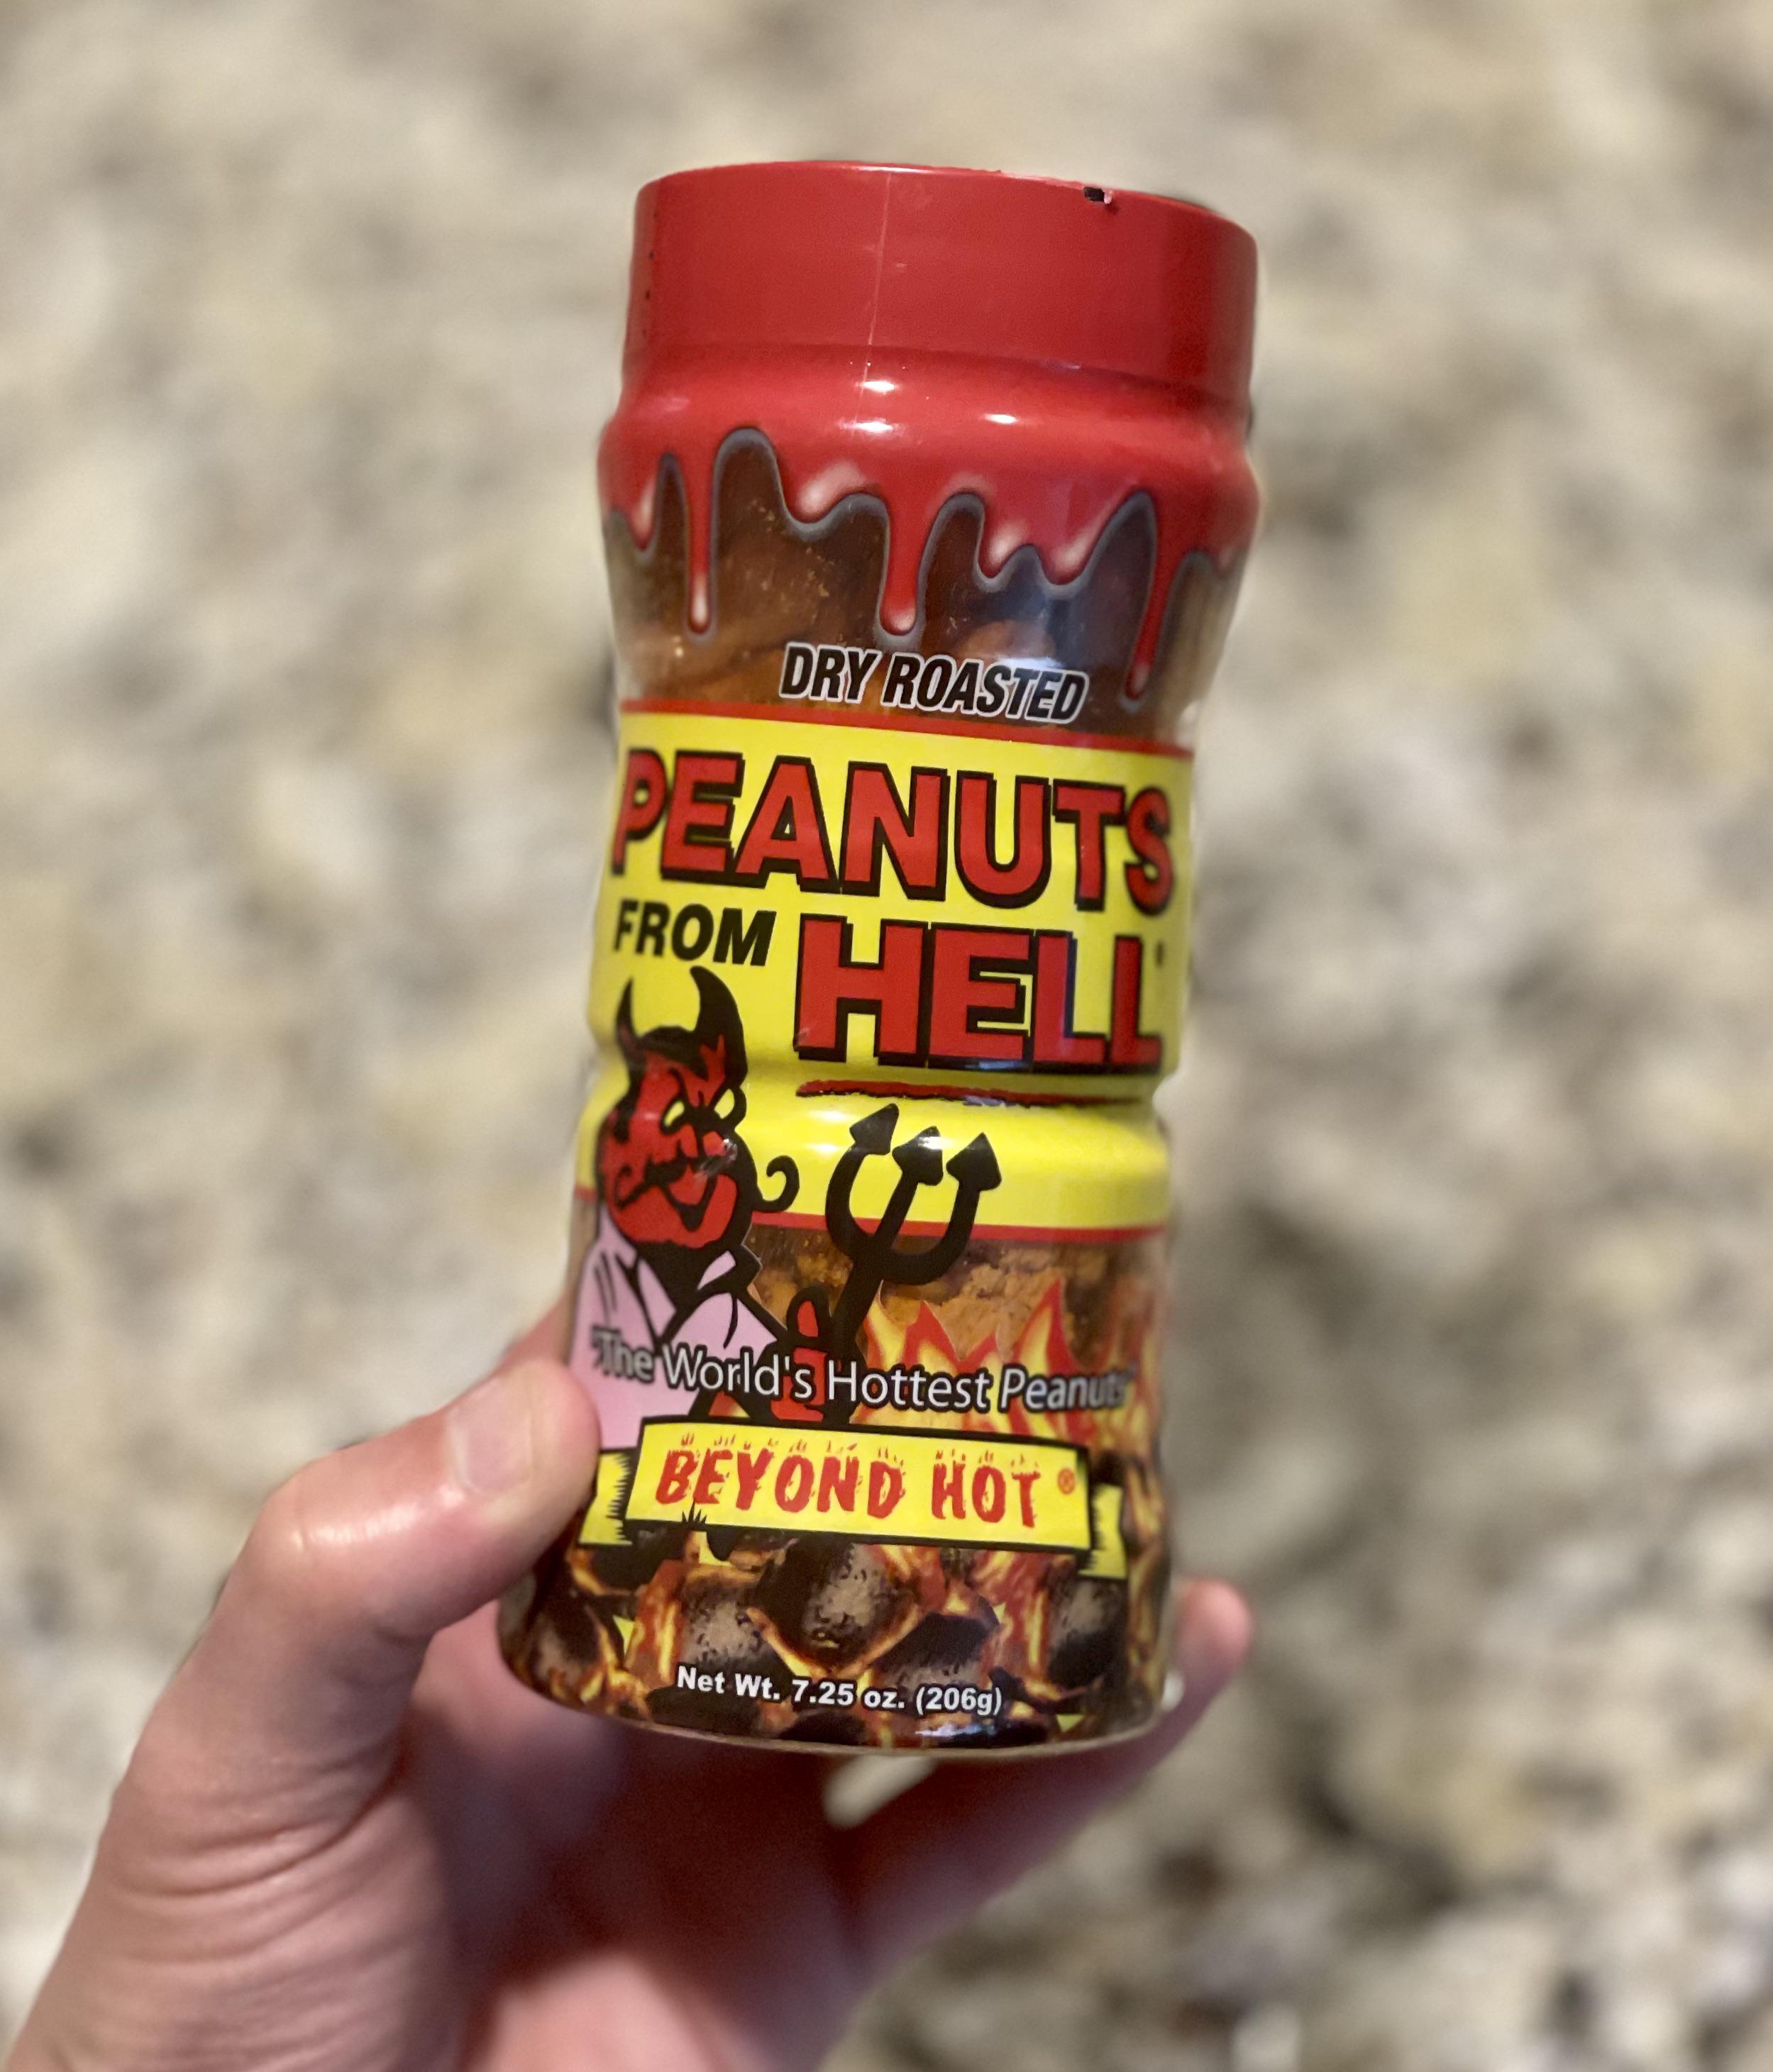 DRY ROASTED
PEANUTS
FROM HELL
"The World's Hottest Peanuts"
BEYOND HOT®
Net Wt. 7.25 oz. (206g)